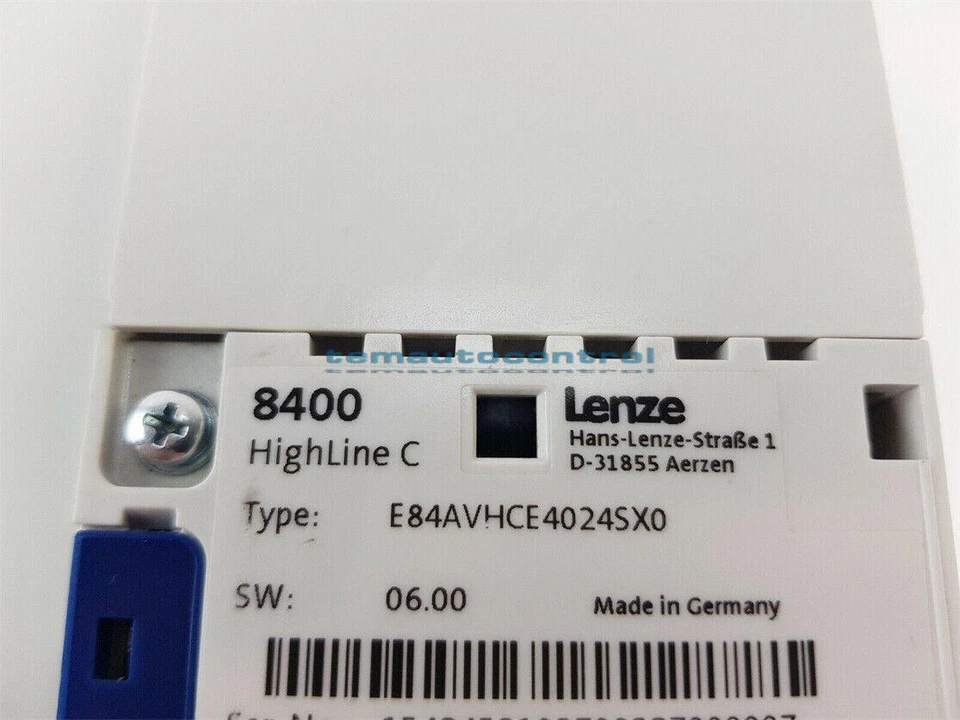 temautocontrol
8400
HighLine C
Lenze
Hans-Lenze-Straße 1
D-31855 Aerzen
Type: E84AVHCE4024SX0
SW: 06.00
Made in Germany